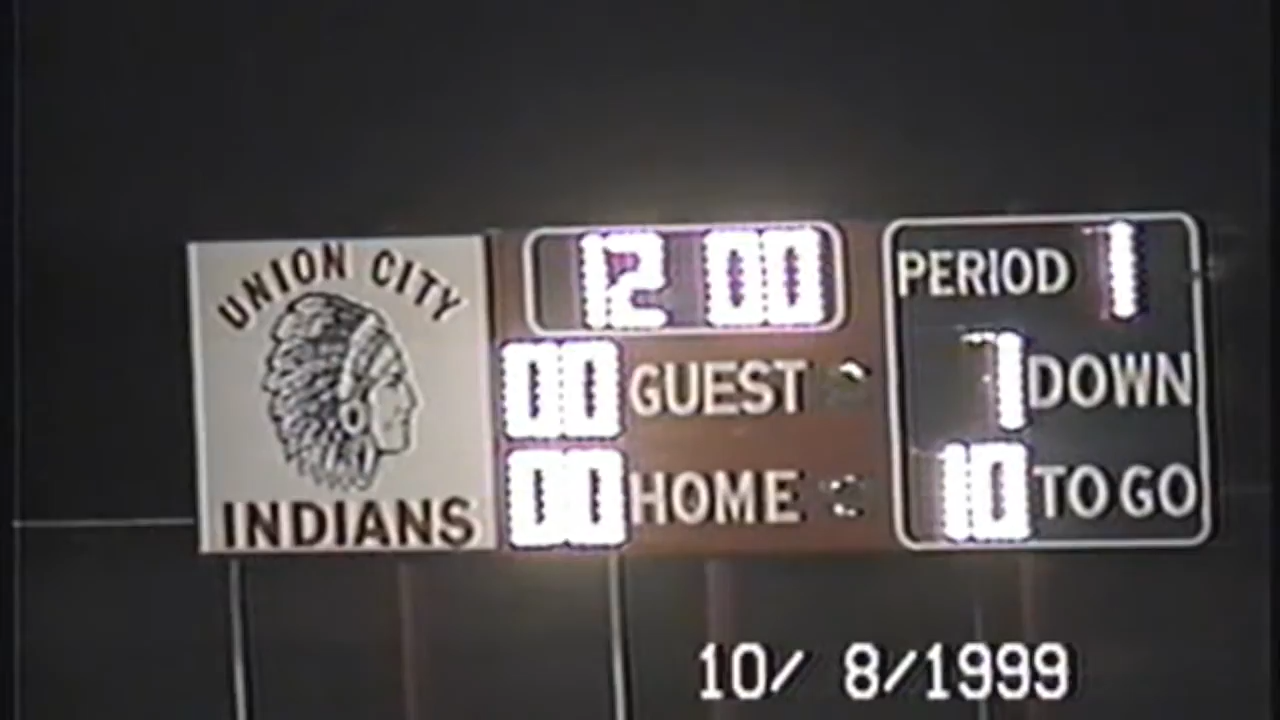 UNION CITY
INDIANS
12 00
00 GUEST
00 HOME
PERIOD 1
1 DOWN
10 TO GO
10/ 8/1999